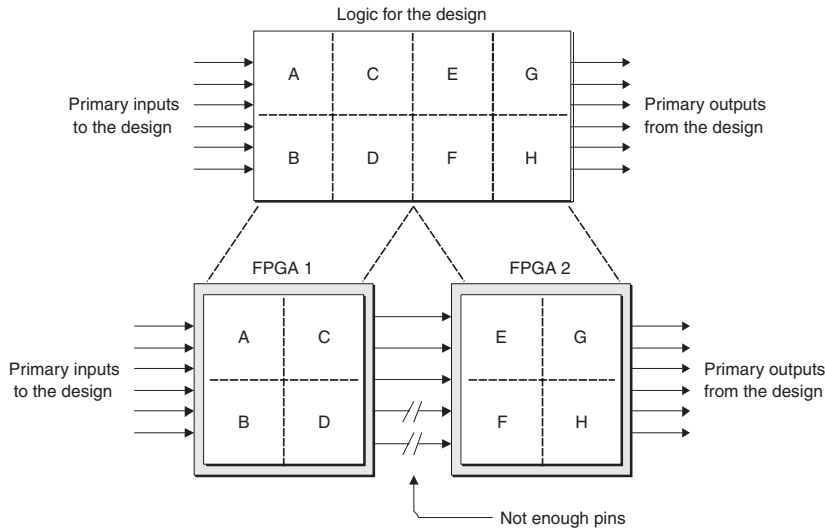 Logic for the design
A
C
E
G
B
D
F
H
Primary inputs
to the design
Primary outputs
from the design
FPGA 1
FPGA 2
A
C
B
D
E
G
F
H
Primary inputs
to the design
Primary outputs
from the design
Not enough pins